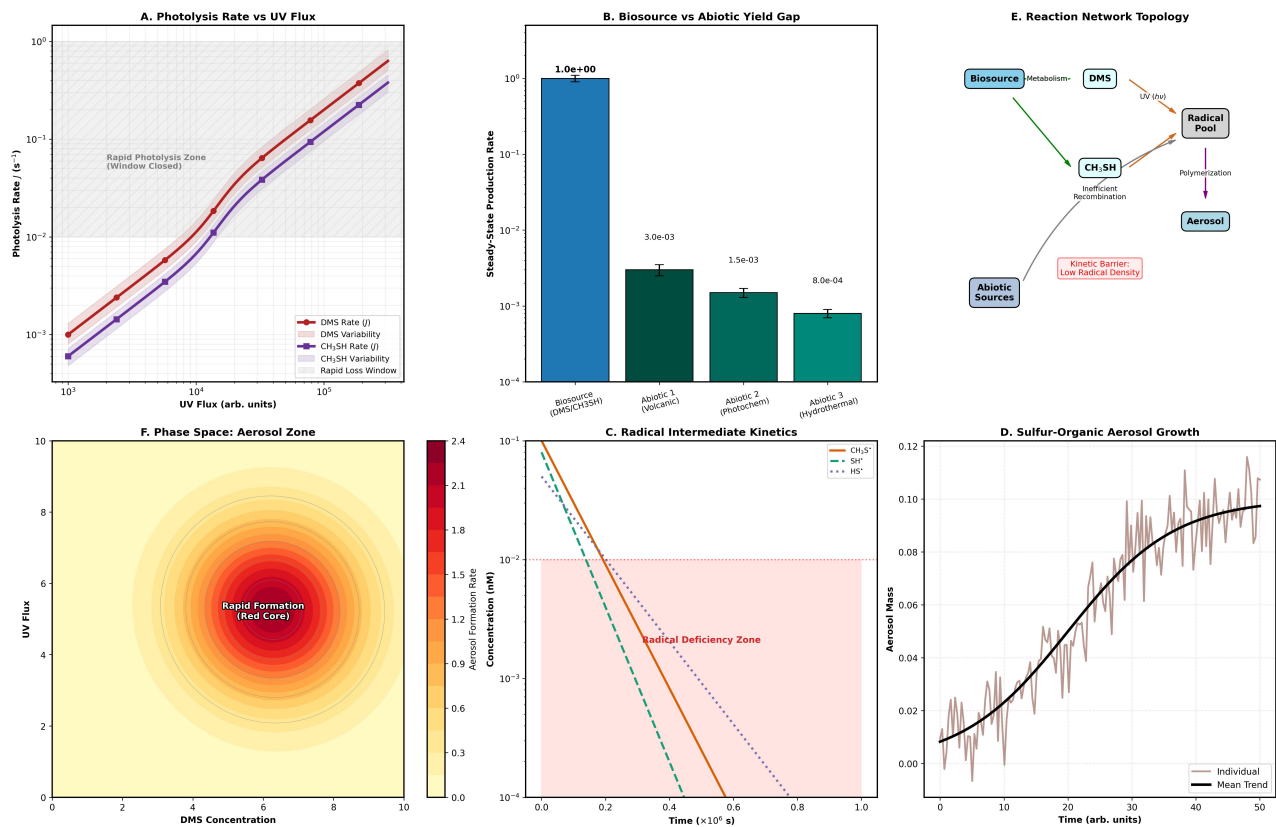 A. Photolysis Rate vs UV Flux
Photolysis Rate J (s⁻¹)
10⁰
10⁻¹
10⁻²
10⁻³
Rapid Photolysis Zone
(Window Closed)
DMS Rate (J)
DMS Variability
CH₃SH Rate (J)
CH₃SH Variability
Rapid Loss Window
10³
10⁴
10⁵
UV Flux (arb. units)
B. Biosource vs Abiotic Yield Gap
Steady-State Production Rate
10⁰
10⁻¹
10⁻²
10⁻³
10⁻⁴
1.0e+00
3.0e-03
1.5e-03
8.0e-04
Biosource
(DMS/CH3SH)
Abiotic 1
(Volcanic)
Abiotic 2
(Photochem)
Abiotic 3
(Hydrothermal)
E. Reaction Network Topology
Biosource
Metabolism
DMS
UV (hν)
Radical
Pool
CH₃SH
Inefficient
Recombination
Polymerization
Aerosol
Kinetic Barrier:
Low Radical Density
Abiotic
Sources
F. Phase Space: Aerosol Zone
UV Flux
10
8
6
4
2
0
Rapid Formation
(Red Core)
0
2
4
6
8
10
DMS Concentration
2.4
2.1
1.8
1.5
1.2
0.9
0.6
0.3
0.0
Aerosol Formation Rate
C. Radical Intermediate Kinetics
Concentration (nM)
10⁻¹
10⁻²
10⁻³
10⁻⁴
CH₃S•
SH•
HS•
Radical Deficiency Zone
0.0
0.2
0.4
0.6
0.8
1.0
Time (×10⁶ s)
D. Sulfur-Organic Aerosol Growth
Aerosol Mass
0.12
0.10
0.08
0.06
0.04
0.02
0.00
Individual
Mean Trend
0
10
20
30
40
50
Time (arb. units)